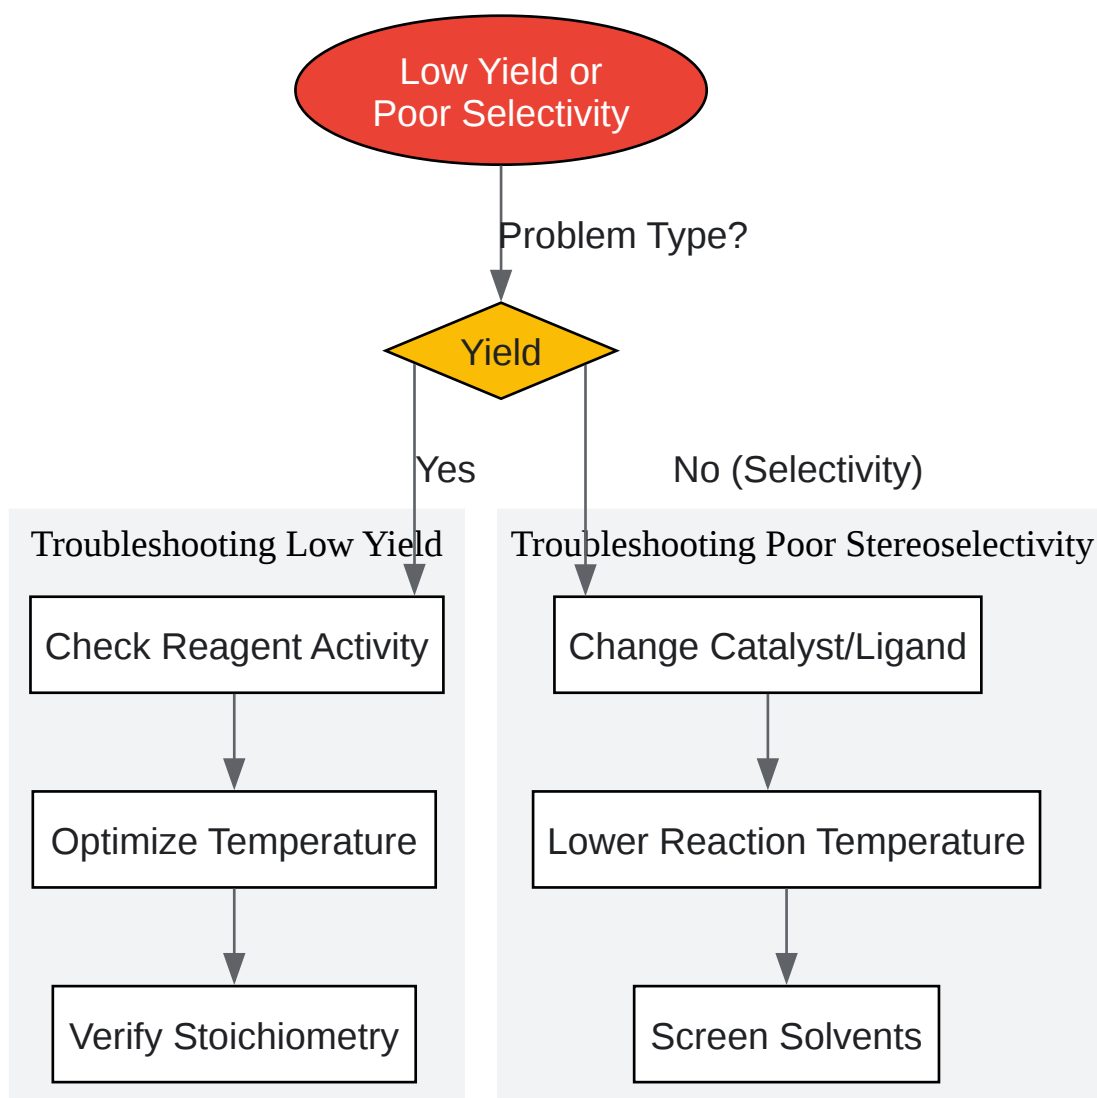 Low Yield or
Poor Selectivity
Problem Type?
Yield
Yes
No (Selectivity)
Troubleshooting Low Yield
Troubleshooting Poor Stereoselectivity
Check Reagent Activity
Change Catalyst/Ligand
Optimize Temperature
Lower Reaction Temperature
Verify Stoichiometry
Screen Solvents